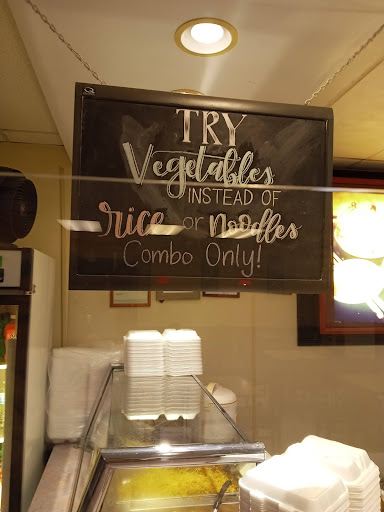 TRY
Vegetables
INSTEAD OF
rice or noodles
Combo Only!